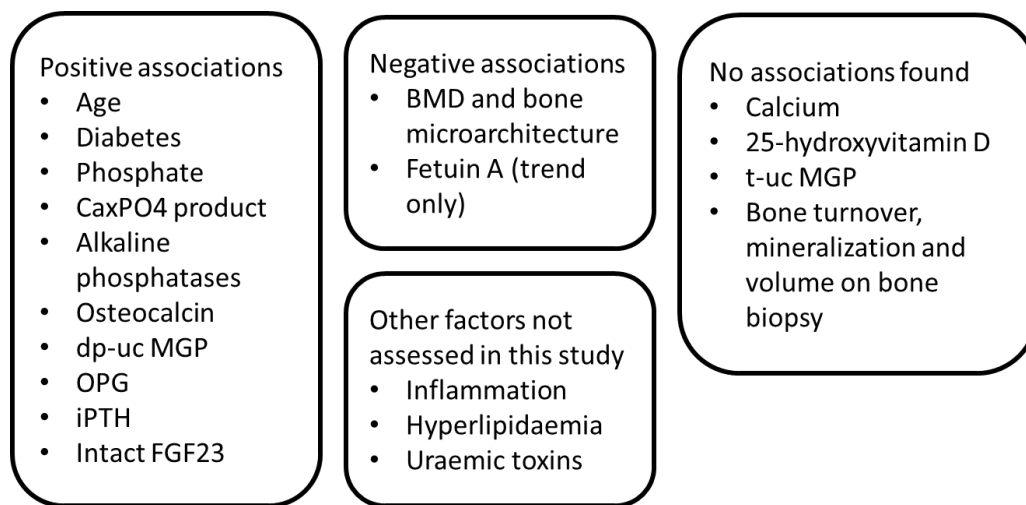 Positive associations
• Age
• Diabetes
• Phosphate
• CaxPO4 product
• Alkaline
phosphatases
• Osteocalcin
• dp-uc MGP
• OPG
• iPTH
• Intact FGF23
Negative associations
• BMD and bone
microarchitecture
• Fetuin A (trend
only)
Other factors not
assessed in this study
• Inflammation
• Hyperlipidaemia
• Uraemic toxins
No associations found
• Calcium
• 25-hydroxyvitamin D
• t-uc MGP
• Bone turnover,
mineralization and
volume on bone
biopsy